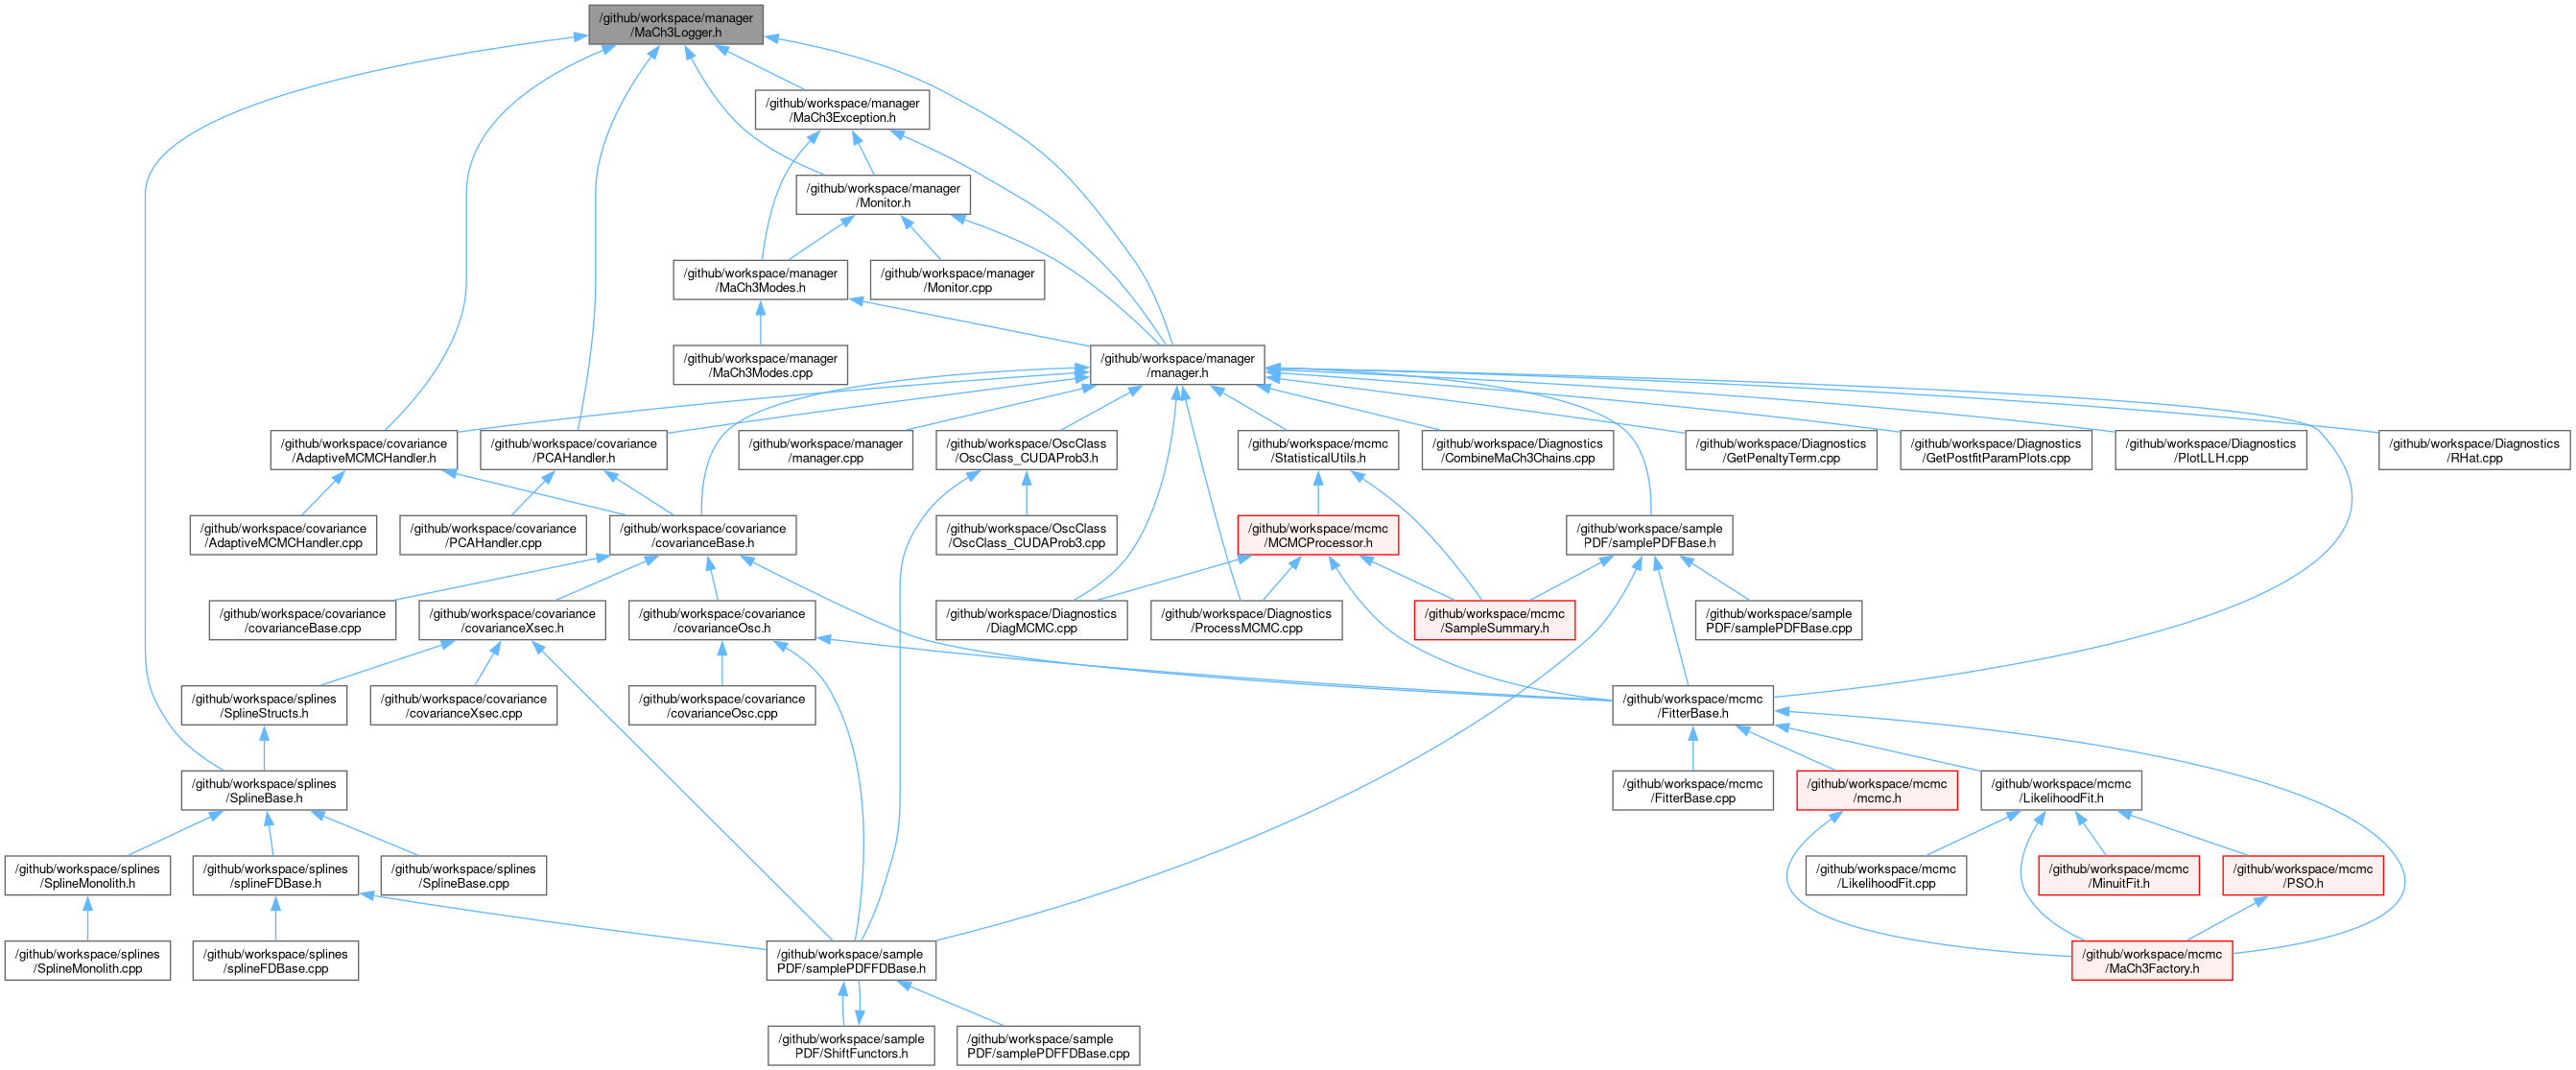 /github/workspace/manager
/MaCh3Logger.h
/github/workspace/manager
/MaCh3Exception.h
/github/workspace/manager
/Monitor.h
/github/workspace/manager
/MaCh3Modes.h
/github/workspace/manager
/Monitor.cpp
/github/workspace/manager
/MaCh3Modes.cpp
/github/workspace/manager
/manager.h
/github/workspace/covariance
/AdaptiveMCMCHandler.h
/github/workspace/covariance
/PCAHandler.h
/github/workspace/manager
/manager.cpp
/github/workspace/OscClass
/OscClass_CUDAProb3.h
/github/workspace/mcmc
/StatisticalUtils.h
/github/workspace/Diagnostics
/CombineMaCh3Chains.cpp
/github/workspace/Diagnostics
/GetPenaltyTerm.cpp
/github/workspace/Diagnostics
/GetPostfitParamPlots.cpp
/github/workspace/Diagnostics
/PlotLLH.cpp
/github/workspace/Diagnostics
/RHat.cpp
/github/workspace/covariance
/AdaptiveMCMCHandler.cpp
/github/workspace/covariance
/PCAHandler.cpp
/github/workspace/covariance
/covarianceBase.h
/github/workspace/OscClass
/OscClass_CUDAProb3.cpp
/github/workspace/mcmc
/MCMCProcessor.h
/github/workspace/sample
PDF/samplePDFBase.h
/github/workspace/covariance
/covarianceBase.cpp
/github/workspace/covariance
/covarianceXsec.h
/github/workspace/covariance
/covarianceOsc.h
/github/workspace/Diagnostics
/DiagMCMC.cpp
/github/workspace/Diagnostics
/ProcessMCMC.cpp
/github/workspace/mcmc
/SampleSummary.h
/github/workspace/sample
PDF/samplePDFBase.cpp
/github/workspace/splines
/SplineStructs.h
/github/workspace/covariance
/covarianceXsec.cpp
/github/workspace/covariance
/covarianceOsc.cpp
/github/workspace/mcmc
/FitterBase.h
/github/workspace/splines
/SplineBase.h
/github/workspace/mcmc
/FitterBase.cpp
/github/workspace/mcmc
/mcmc.h
/github/workspace/mcmc
/LikelihoodFit.h
/github/workspace/splines
/SplineMonolith.h
/github/workspace/splines
/splineFDBase.h
/github/workspace/splines
/SplineBase.cpp
/github/workspace/mcmc
/LikelihoodFit.cpp
/github/workspace/mcmc
/MinuitFit.h
/github/workspace/mcmc
/PSO.h
/github/workspace/splines
/SplineMonolith.cpp
/github/workspace/splines
/splineFDBase.cpp
/github/workspace/sample
PDF/samplePDFFDBase.h
/github/workspace/mcmc
/MaCh3Factory.h
/github/workspace/sample
PDF/ShiftFunctors.h
/github/workspace/sample
PDF/samplePDFFDBase.cpp